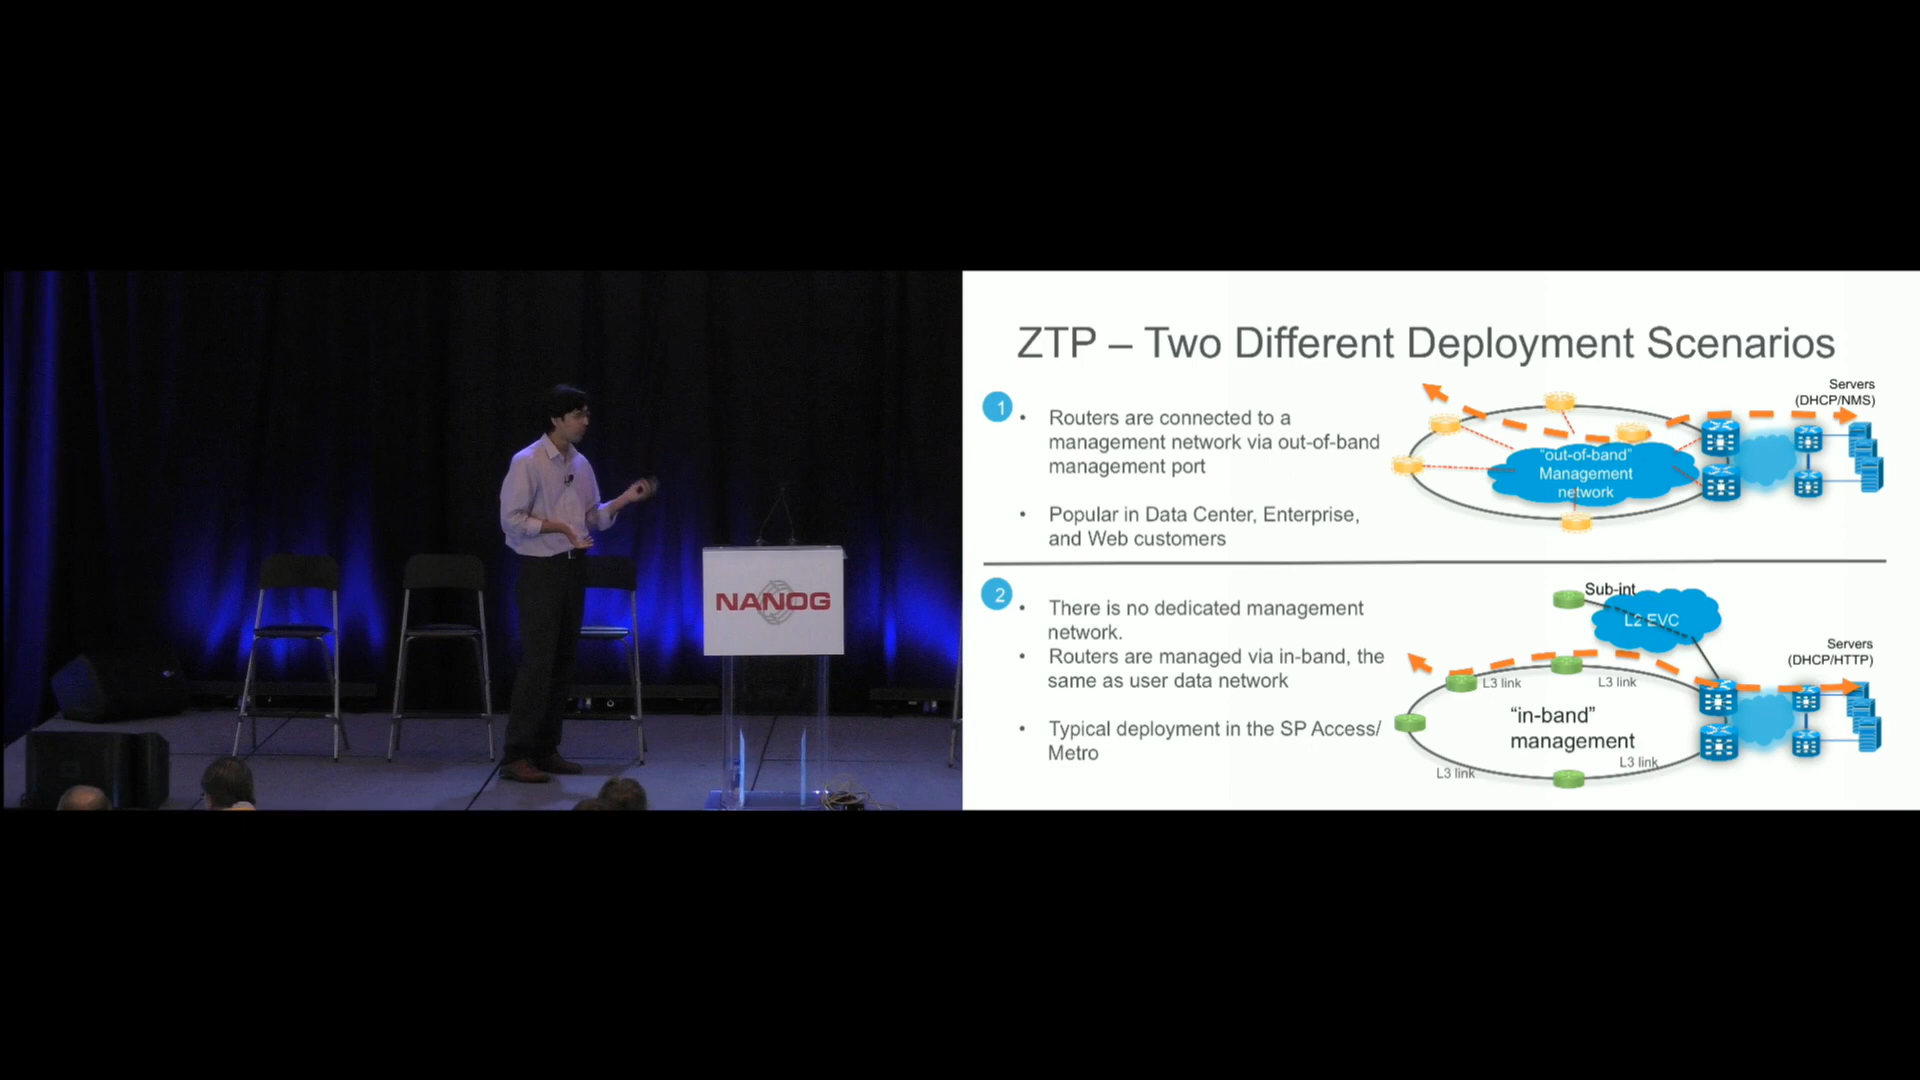 NANOG
ZTP – Two Different Deployment Scenarios
1
• Routers are connected to a
management network via out-of-band
management port
• Popular in Data Center, Enterprise,
and Web customers
Servers
(DHCP/NMS)
"out-of-band"
Management
network
2
• There is no dedicated management
network.
• Routers are managed via in-band, the
same as user data network
• Typical deployment in the SP Access/
Metro
Sub-int
L2 EVC
Servers
(DHCP/HTTP)
L3 link
L3 link
“in-band”
management
L3 link
L3 link